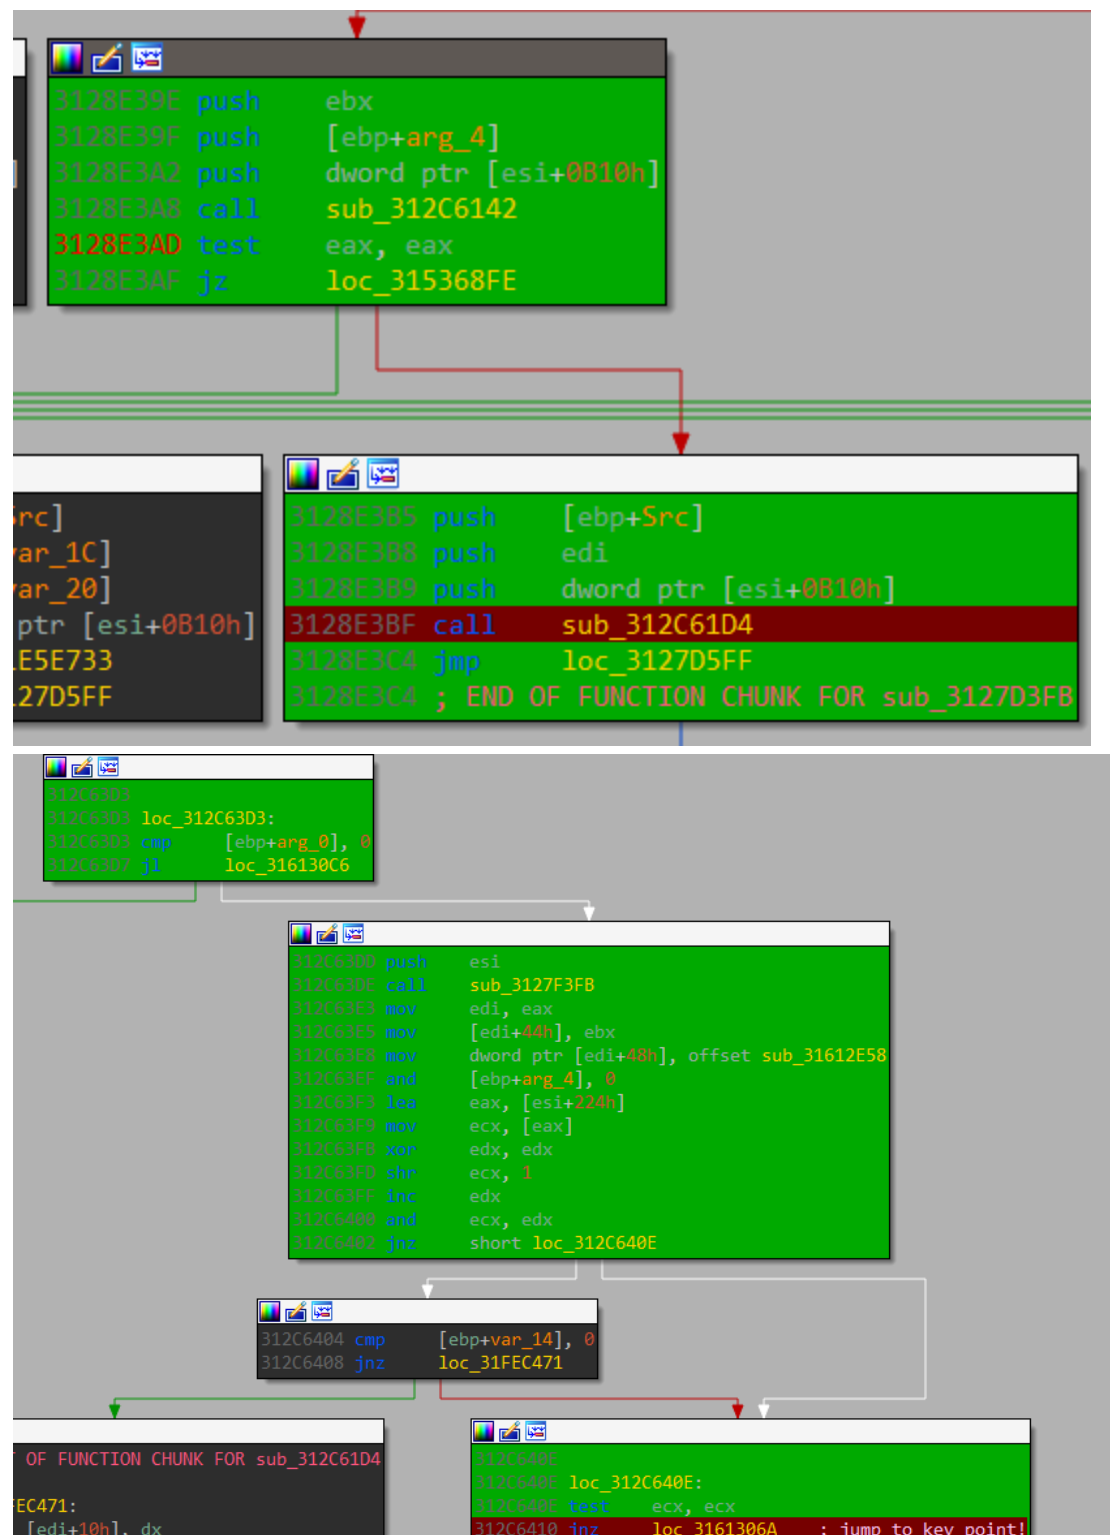 3128E39E push ebx
3128E39F push [ebp+arg_4]
3128E3A2 push dword ptr [esi+0B10h]
3128E3A8 call sub_312C6142
3128E3AD test eax, eax
3128E3AF jz loc_315368FE
]
rc]
ar_1C]
ar_20]
ptr [esi+0B10h]
E5E733
27D5FF
3128E3B5 push [ebp+Src]
3128E3B8 push edi
3128E3B9 push dword ptr [esi+0B10h]
3128E3BF call sub_312C61D4
3128E3C4 jmp loc_3127D5FF
3128E3C4 ; END OF FUNCTION CHUNK FOR sub_3127D3FB
312C63D3
312C63D3 loc_312C63D3:
312C63D3 cmp [ebp+arg_0], 0
312C63D7 jl loc_316130C6
312C63DD push esi
312C63DE call sub_3127F3FB
312C63E3 mov edi, eax
312C63E5 mov [edi+44h], ebx
312C63E8 mov dword ptr [edi+48h], offset sub_31612E58
312C63EF and [ebp+arg_4], 0
312C63F3 lea eax, [esi+224h]
312C63F9 mov ecx, [eax]
312C63FB xor edx, edx
312C63FD shr ecx, 1
312C63FF inc edx
312C6400 and ecx, edx
312C6402 jnz short loc_312C640E
312C6404 cmp [ebp+var_14], 0
312C6408 jnz loc_31FEC471
OF FUNCTION CHUNK FOR sub_312C61D4
EC471:
[edi+10h], dx
312C640E
312C640E loc_312C640E:
312C640E test ecx, ecx
312C6410 jnz loc_3161306A ; jump to key point!